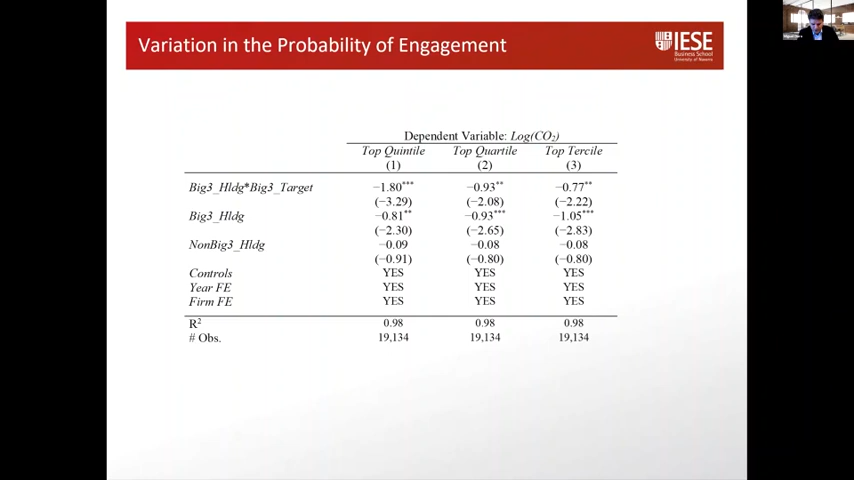 Variation in the Probability of Engagement
IESE
Business School
University of Navarra
Dependent Variable: Log(CO₂)
Top Quintile Top Quartile Top Tercile
(1) (2) (3)
Big3_Hldg*Big3_Target −1.80*** −0.93** −0.77**
(−3.29) (−2.08) (−2.22)
Big3_Hldg −0.81** −0.93*** −1.05***
(−2.30) (−2.65) (−2.83)
NonBig3_Hldg −0.09 −0.08 −0.08
(−0.91) (−0.80) (−0.80)
Controls YES YES YES
Year FE YES YES YES
Firm FE YES YES YES
R² 0.98 0.98 0.98
# Obs. 19,134 19,134 19,134